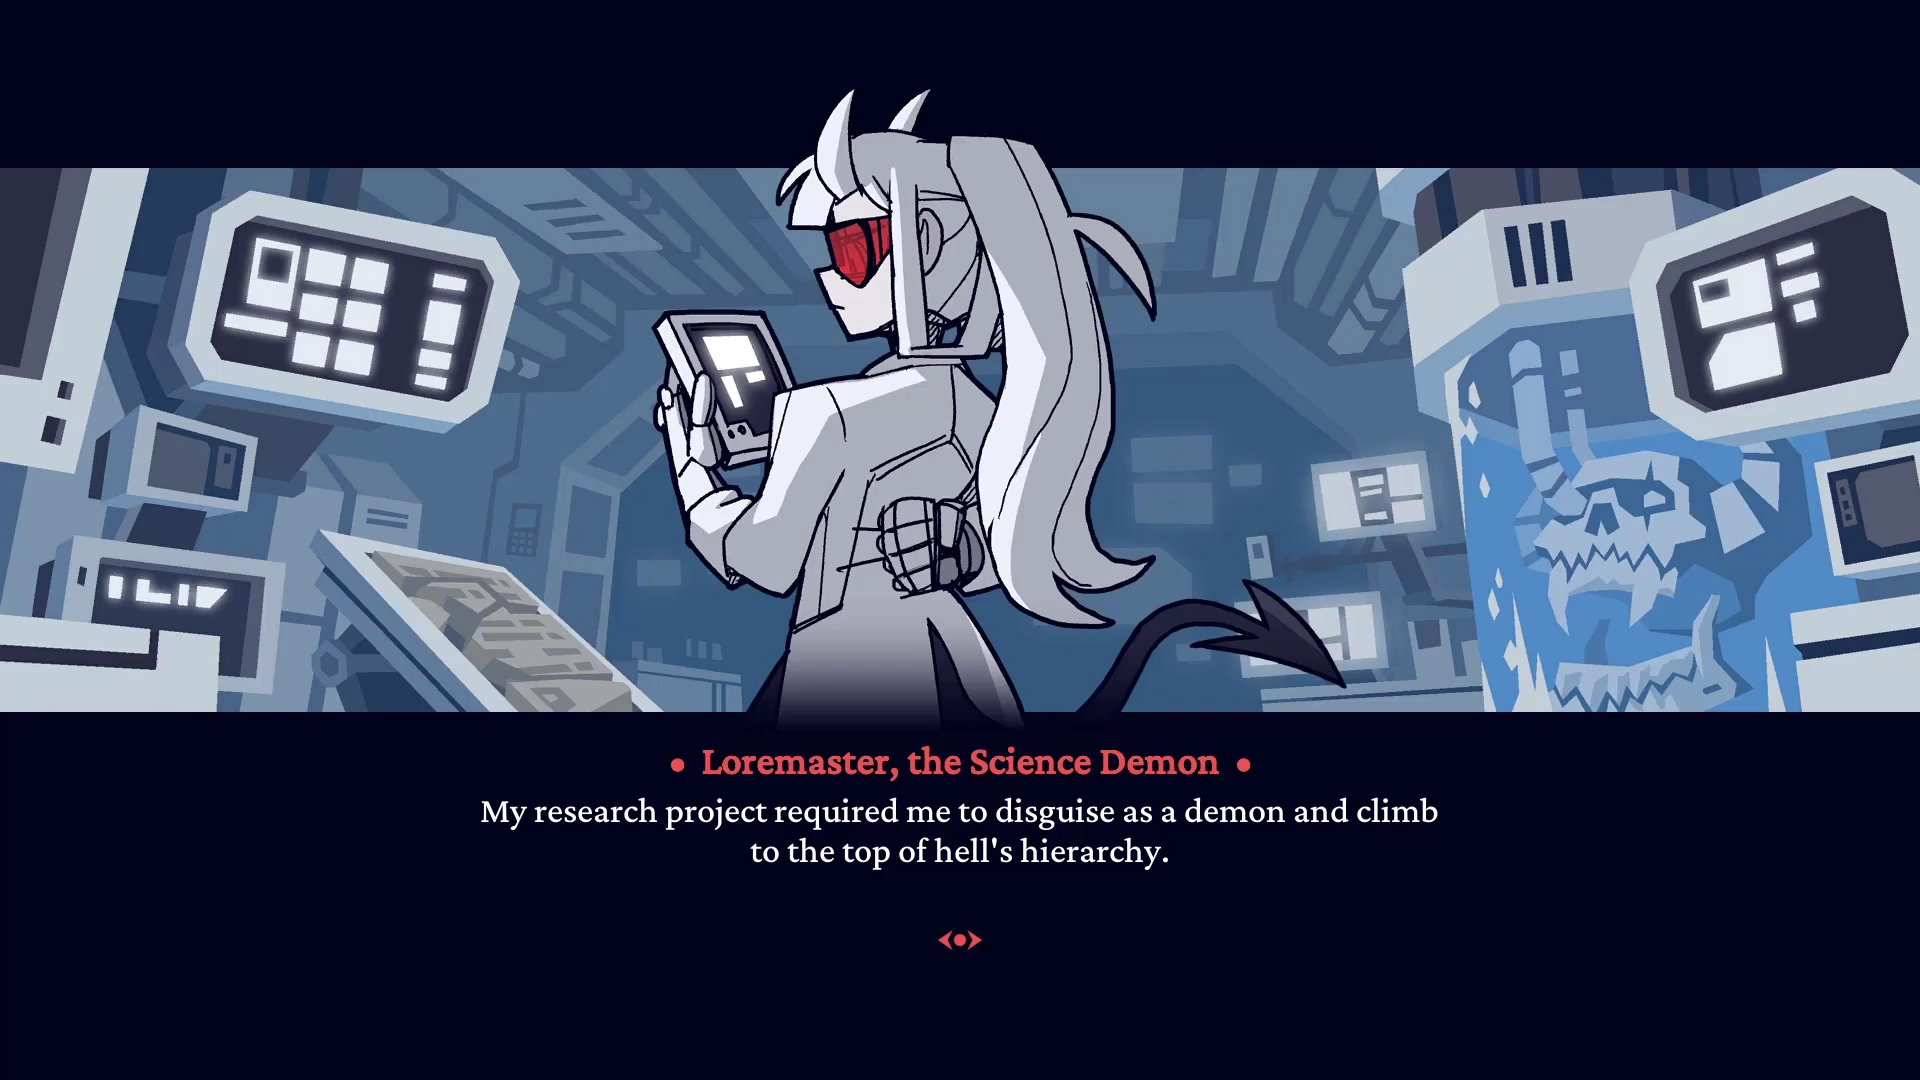 • Loremaster, the Science Demon •
My research project required me to disguise as a demon and climb
to the top of hell's hierarchy.